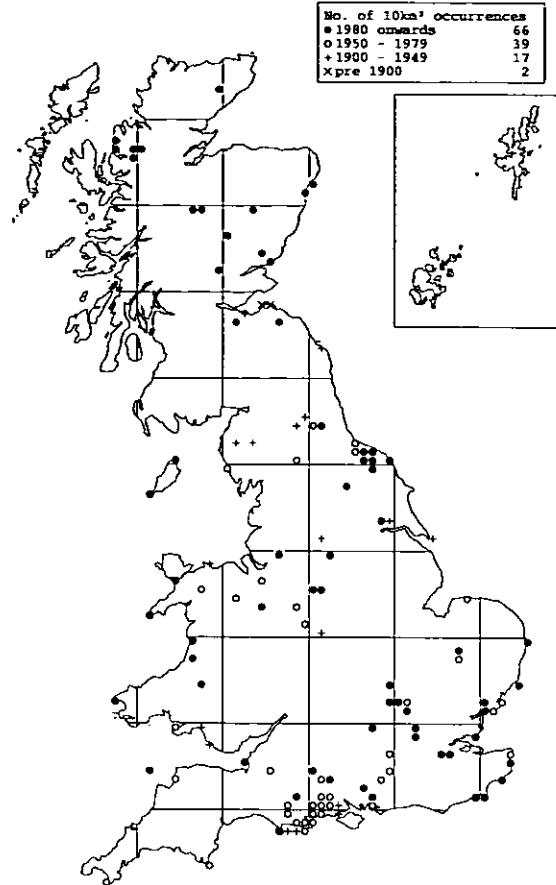 No. of 10km² occurrences
● 1980 onwards 66
○ 1950 - 1979 39
+ 1900 - 1949 17
× pre 1900 2